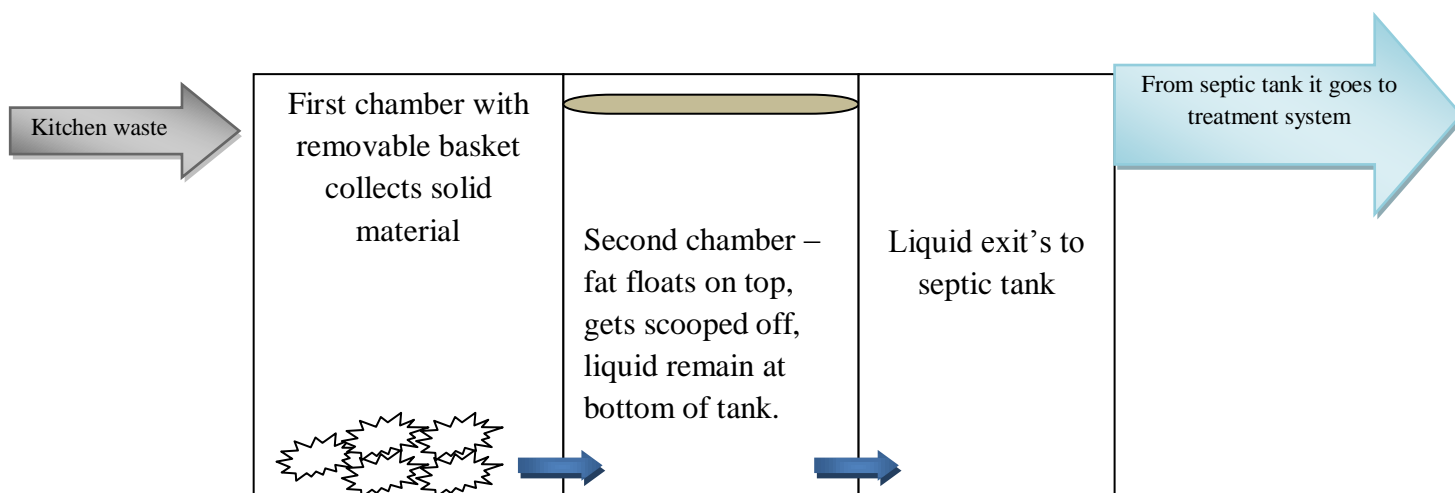 Kitchen waste
First chamber with
removable basket
collects solid
material
Second chamber –
fat floats on top,
gets scooped off,
liquid remain at
bottom of tank.
Liquid exit’s to
septic tank
From septic tank it goes to
treatment system